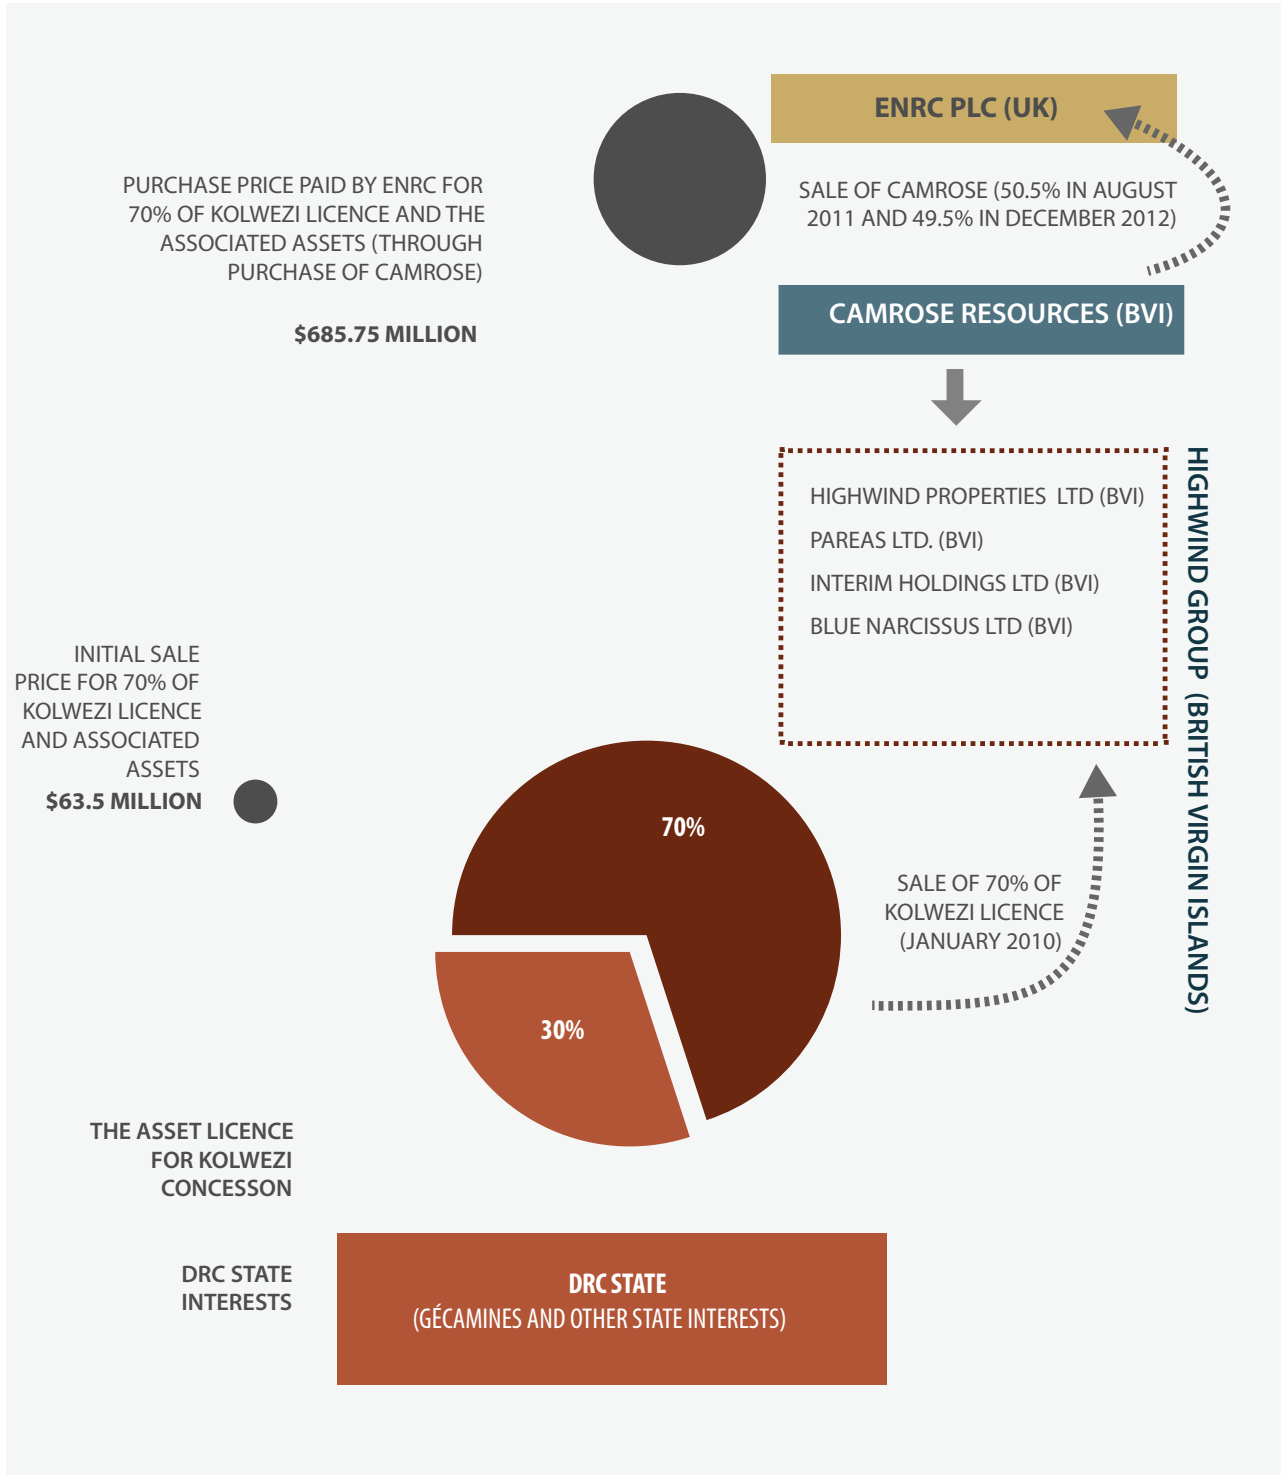 ENRC PLC (UK)
PURCHASE PRICE PAID BY ENRC FOR
70% OF KOLWEZI LICENCE AND THE
ASSOCIATED ASSETS (THROUGH
PURCHASE OF CAMROSE)
$685.75 MILLION
SALE OF CAMROSE (50.5% IN AUGUST
2011 AND 49.5% IN DECEMBER 2012)
CAMROSE RESOURCES (BVI)
HIGHWIND PROPERTIES LTD (BVI)
PAREAS LTD. (BVI)
INTERIM HOLDINGS LTD (BVI)
BLUE NARCISSUS LTD (BVI)
HIGHWIND GROUP (BRITISH VIRGIN ISLANDS)
INITIAL SALE
PRICE FOR 70% OF
KOLWEZI LICENCE
AND ASSOCIATED
ASSETS
$63.5 MILLION
70%
30%
SALE OF 70% OF
KOLWEZI LICENCE
(JANUARY 2010)
THE ASSET LICENCE
FOR KOLWEZI
CONCESSON
DRC STATE
INTERESTS
DRC STATE
(GÉCAMINES AND OTHER STATE INTERESTS)